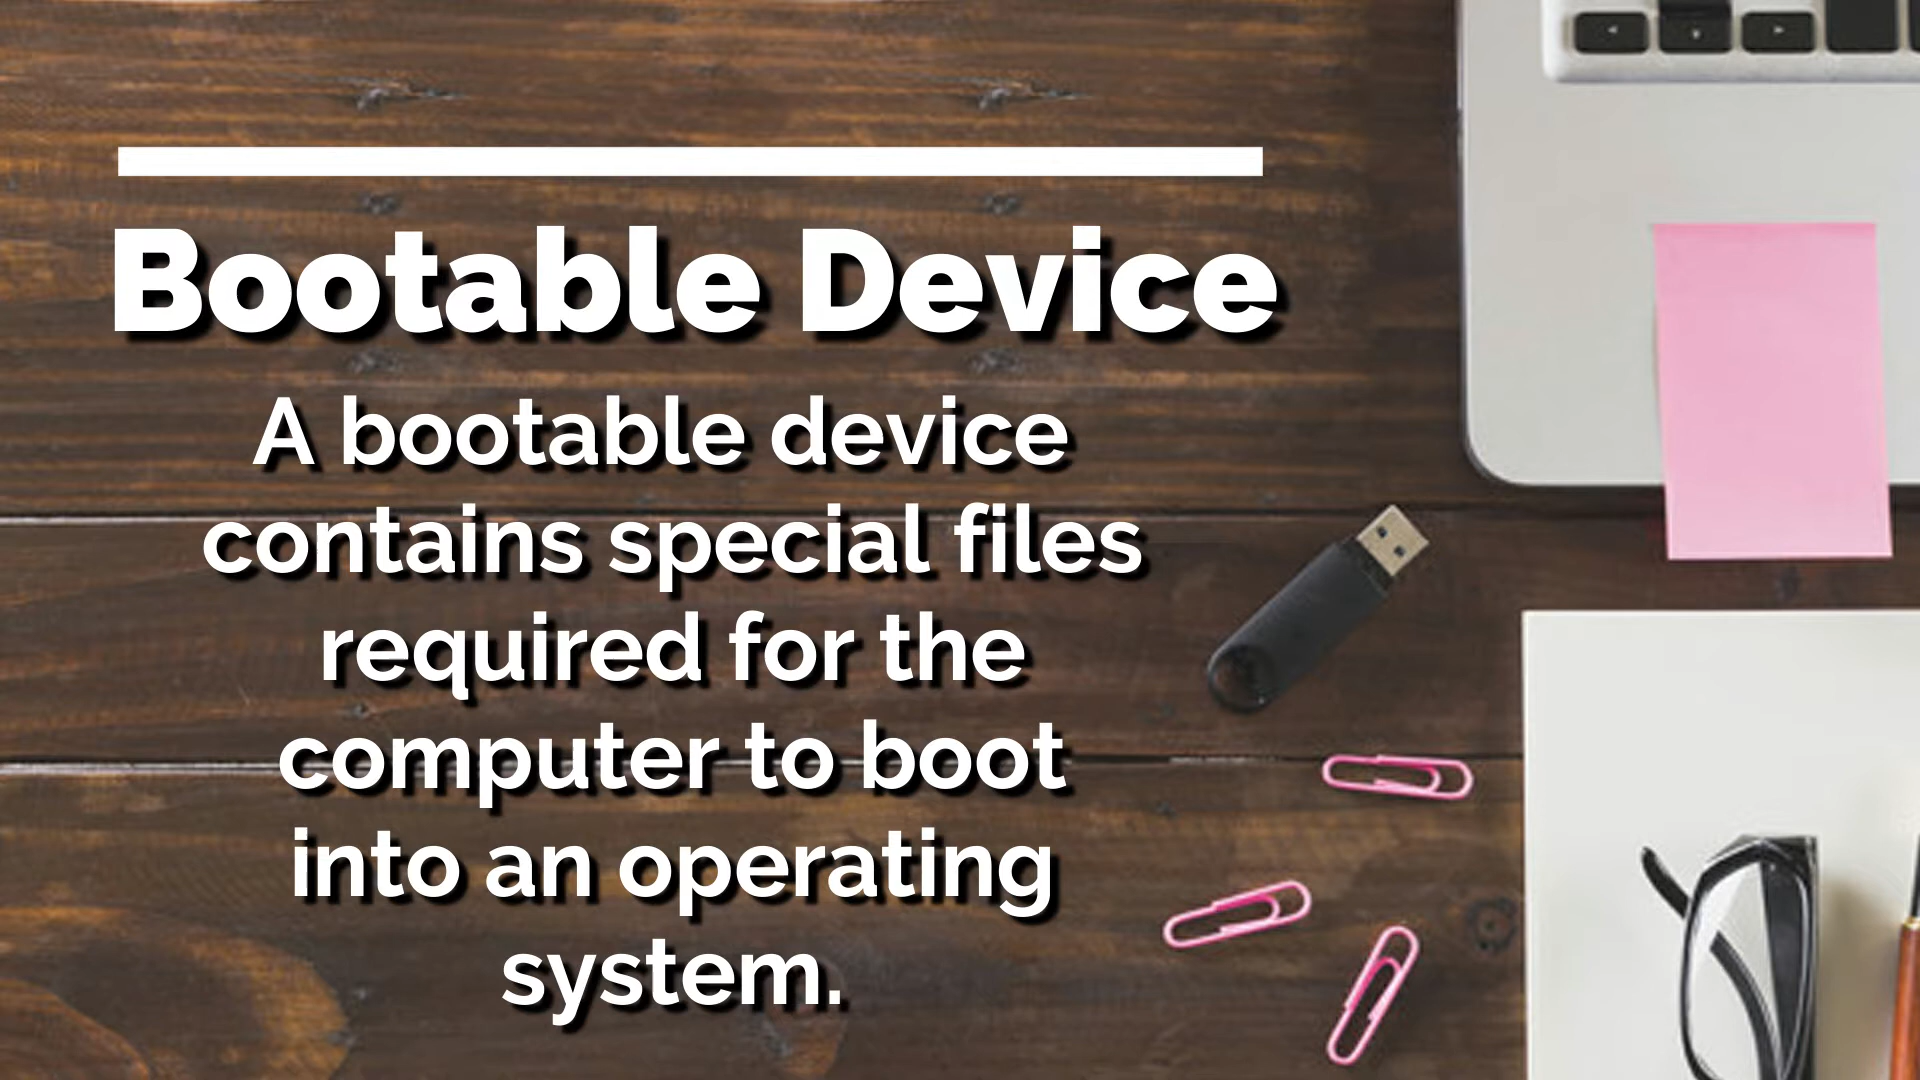 Bootable Device
A bootable device
contains special files
required for the
computer to boot
into an operating
system.